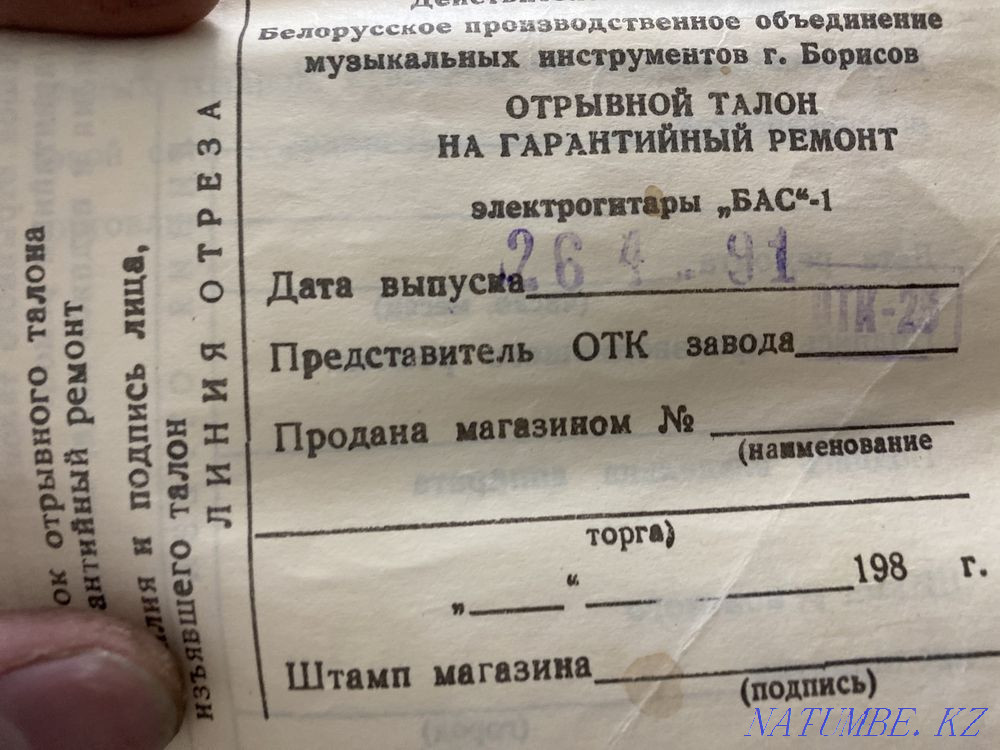 Белорусское производственное объединение
музыкальных инструментов г. Борисов
ОТРЫВНОЙ ТАЛОН
НА ГАРАНТИЙНЫЙ РЕМОНТ
электрогитары „БАС“-1
Дата выпуска 26 4 91
Представитель ОТК завода
Продана магазином №
(наименование
торга)
„ “ 198 г.
Штамп магазина
(подпись)
ЛИНИЯ ОТРЕЗА
ок отрывного талона
антийный ремонт
илия и подпись лица,
изъявшего талон
NATUMBE.KZ